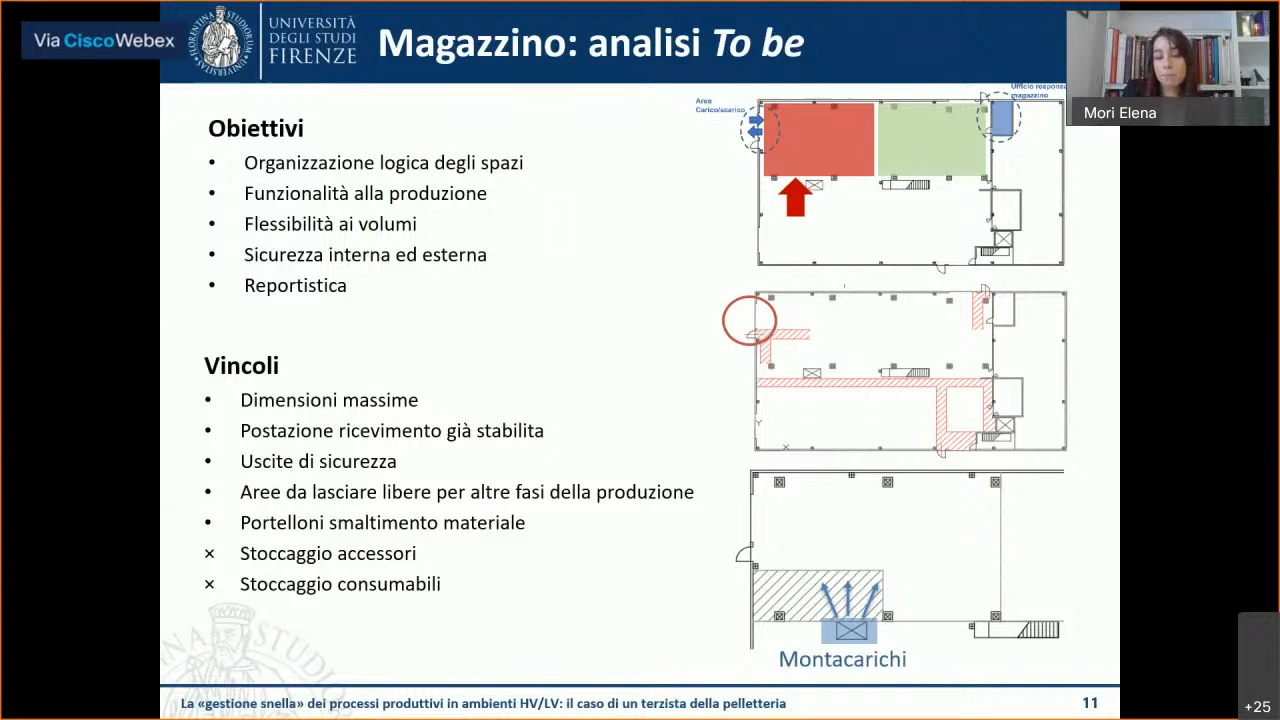 Via Cisco Webex
UNIVERSITÀ
DEGLI STUDI
FIRENZE
Magazzino: analisi To be
Mori Elena
Area
Carico/scarico
Ufficio responsa
magazzino
Obiettivi
• Organizzazione logica degli spazi
• Funzionalità alla produzione
• Flessibilità ai volumi
• Sicurezza interna ed esterna
• Reportistica
Vincoli
• Dimensioni massime
• Postazione ricevimento già stabilita
• Uscite di sicurezza
• Aree da lasciare libere per altre fasi della produzione
• Portelloni smaltimento materiale
× Stoccaggio accessori
× Stoccaggio consumabili
Y
X
Montacarichi
La «gestione snella» dei processi produttivi in ambienti HV/LV: il caso di un terzista della pelletteria
11
+25